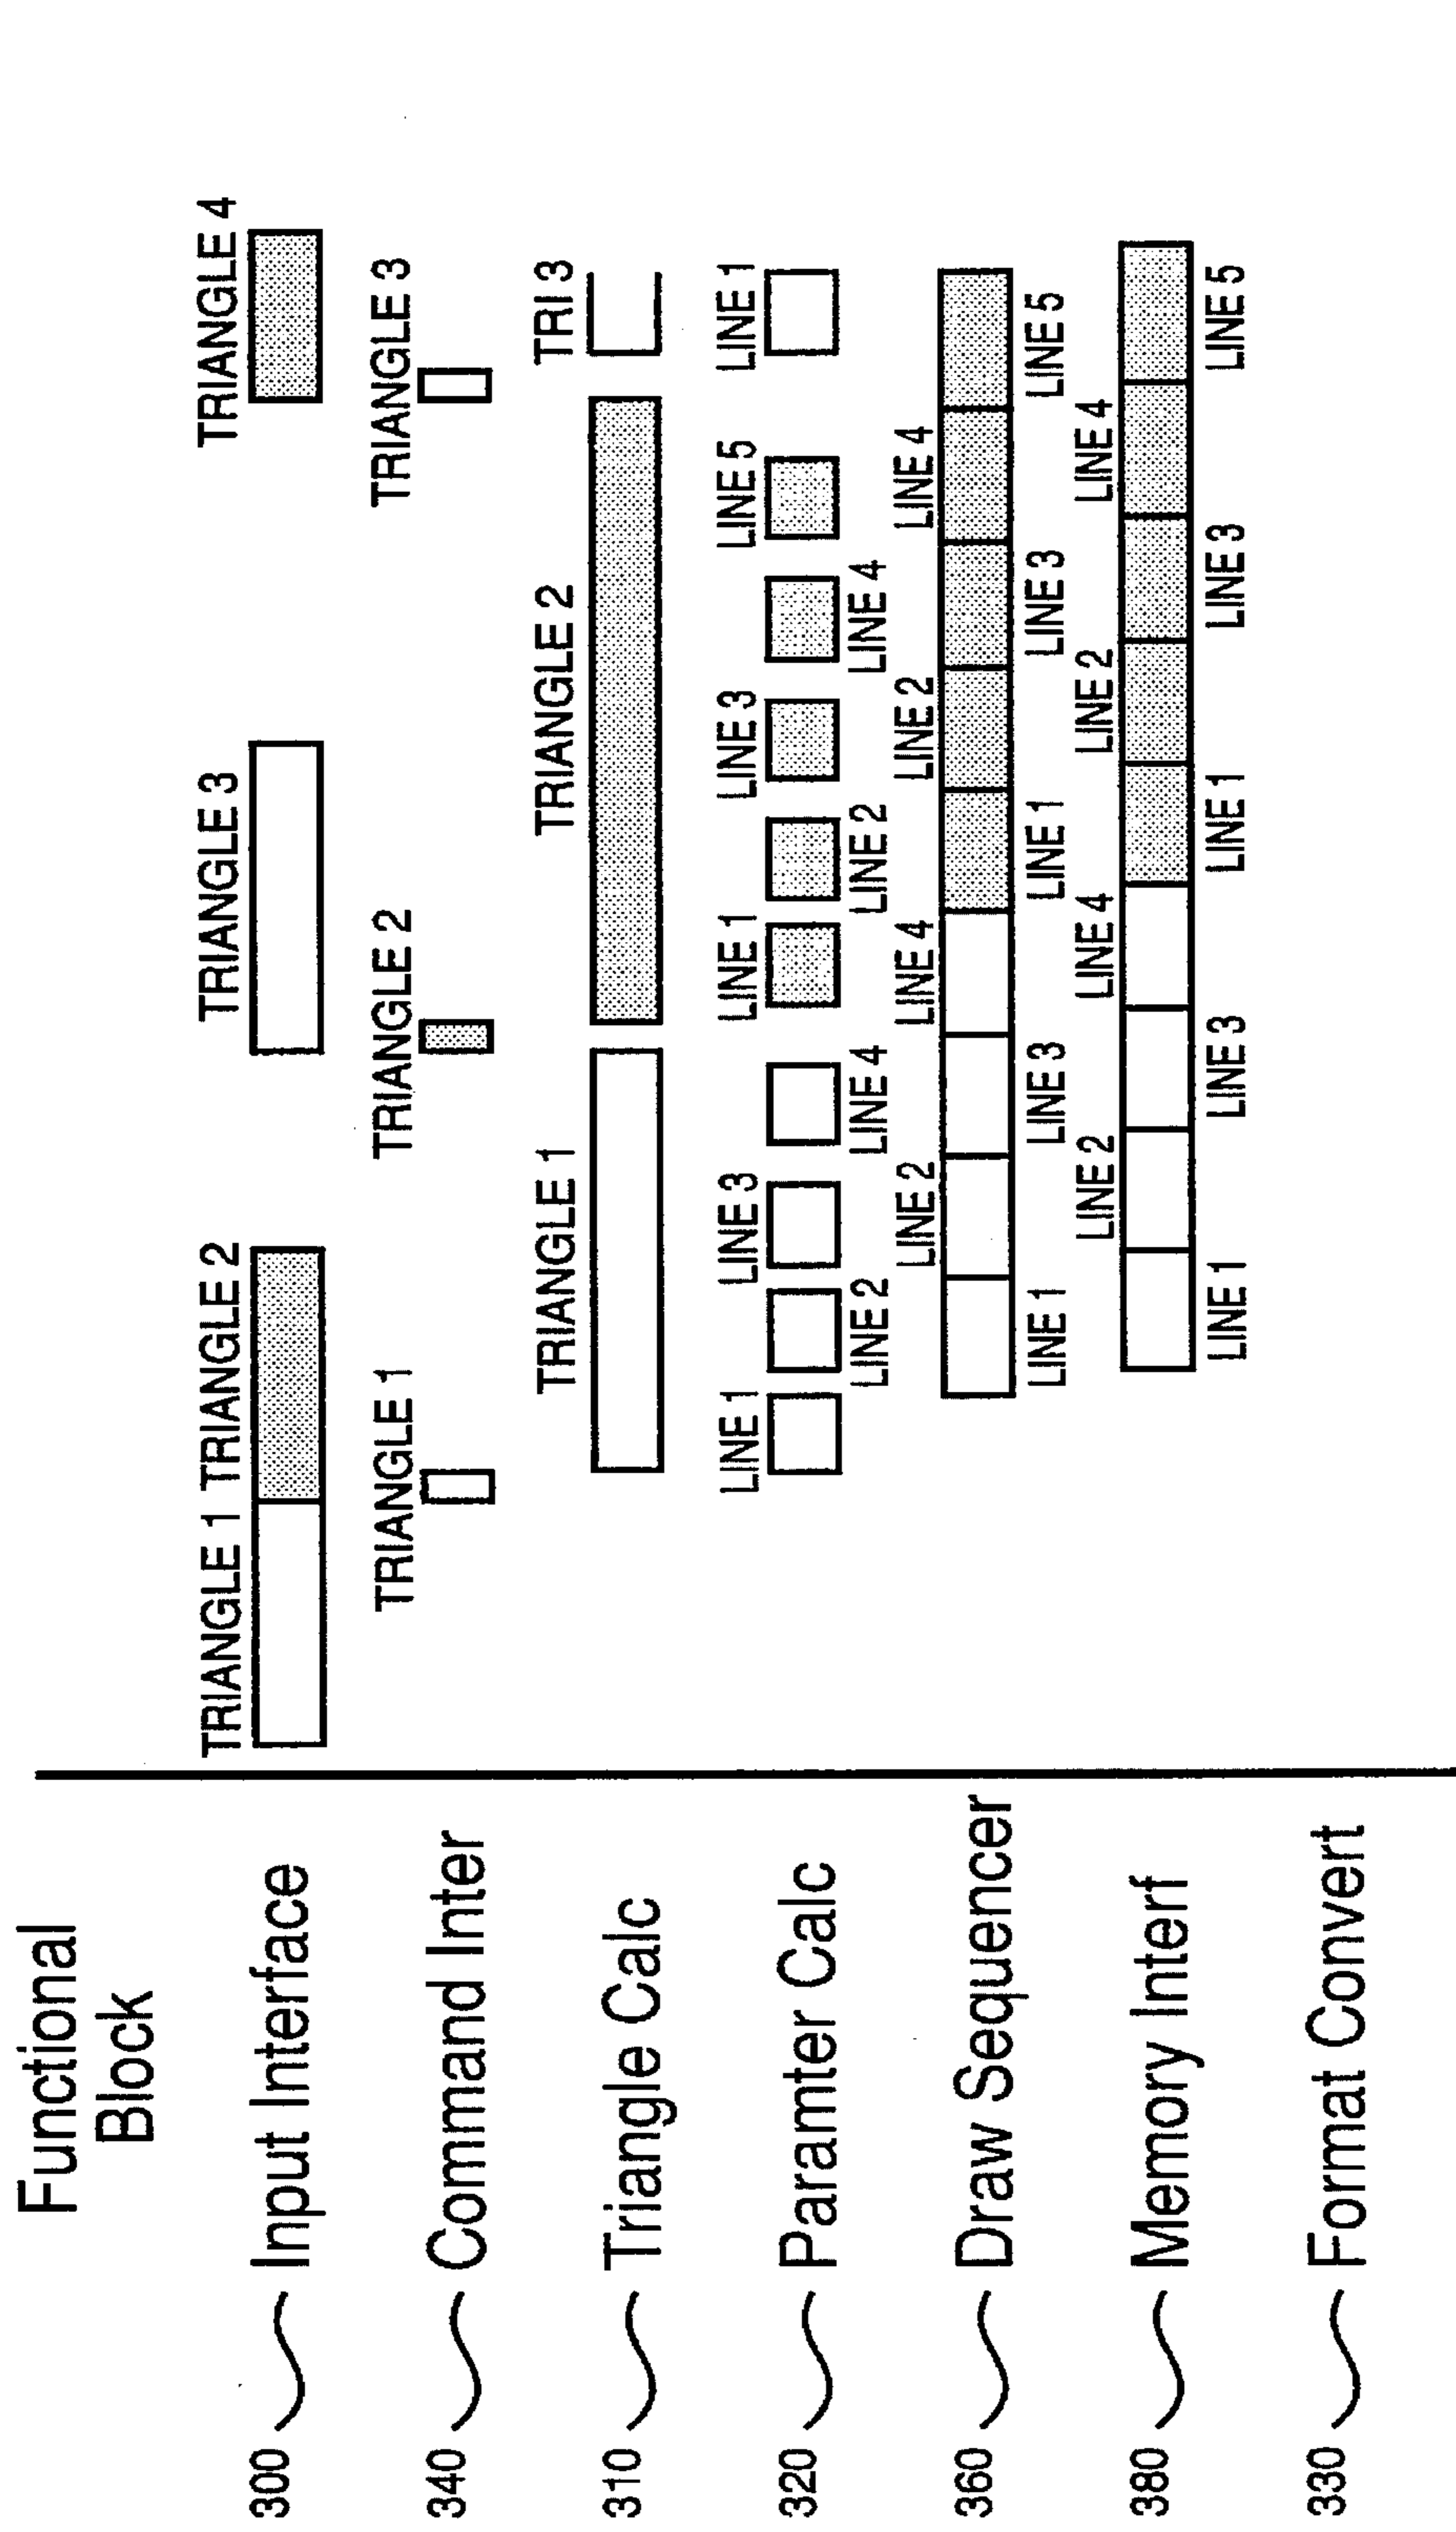 Functional
Block
300 Input Interface
TRIANGLE 1 TRIANGLE 2 TRIANGLE 3 TRIANGLE 4
340 Command Inter
TRIANGLE 1 TRIANGLE 2 TRIANGLE 3
310 Triangle Calc
TRIANGLE 1 TRIANGLE 2 TRI 3
320 Paramter Calc
LINE 1 LINE 3 LINE 1 LINE 3 LINE 5 LINE 1
LINE 2 LINE 4 LINE 2 LINE 4
360 Draw Sequencer
LINE 2 LINE 4 LINE 2 LINE 4
LINE 1 LINE 3 LINE 1 LINE 3 LINE 5
380 Memory Interf
LINE 2 LINE 4 LINE 2 LINE 4
LINE 1 LINE 3 LINE 1 LINE 3 LINE 5
330 Format Convert